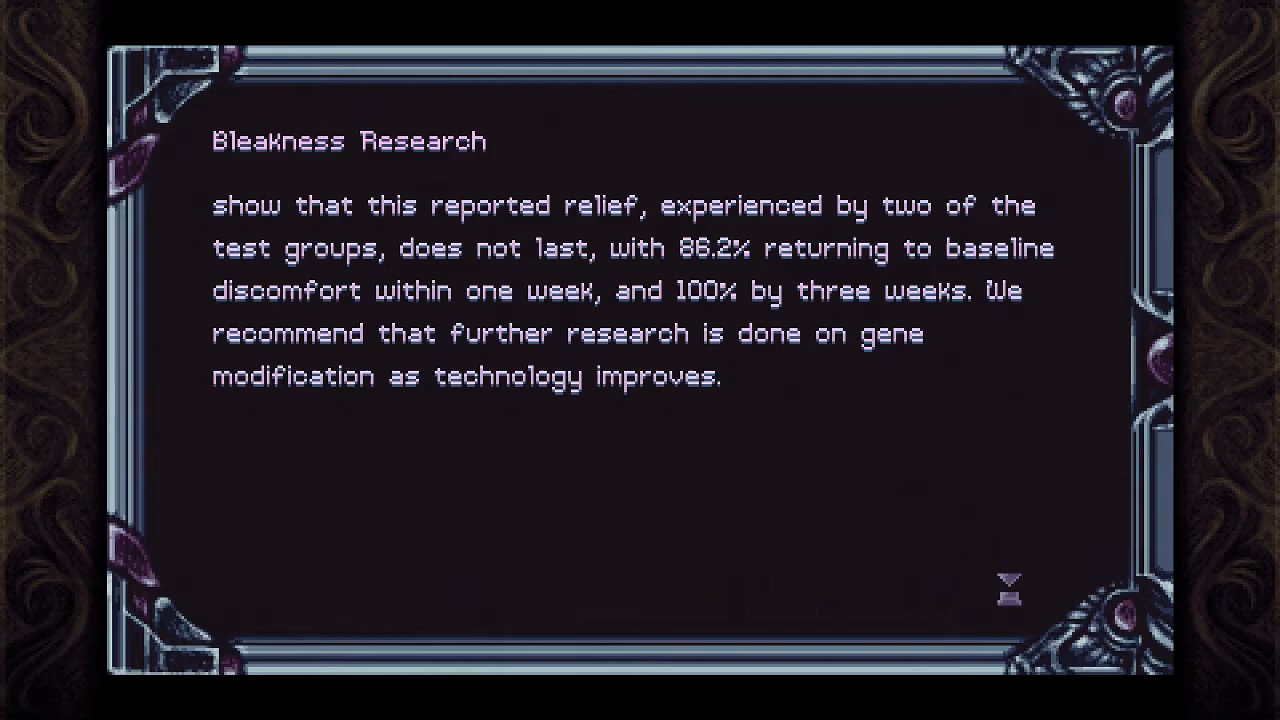 Bleakness Research
show that this reported relief, experienced by two of the
test groups, does not last, with 86.2% returning to baseline
discomfort within one week, and 100% by three weeks. We
recommend that further research is done on gene
modification as technology improves.